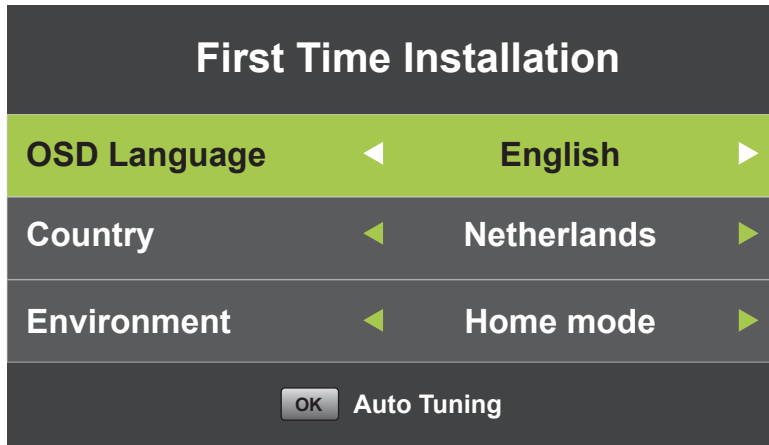 First Time Installation
OSD Language English
Country Netherlands
Environment Home mode
OK Auto Tuning